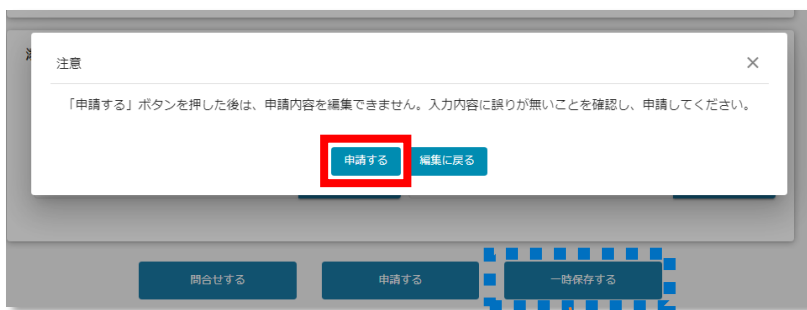 注意
「申請する」ボタンを押した後は、申請内容を編集できません。入力内容に誤りが無いことを確認し、申請してください。
申請する 編集に戻る
問合せする 申請する 一時保存する